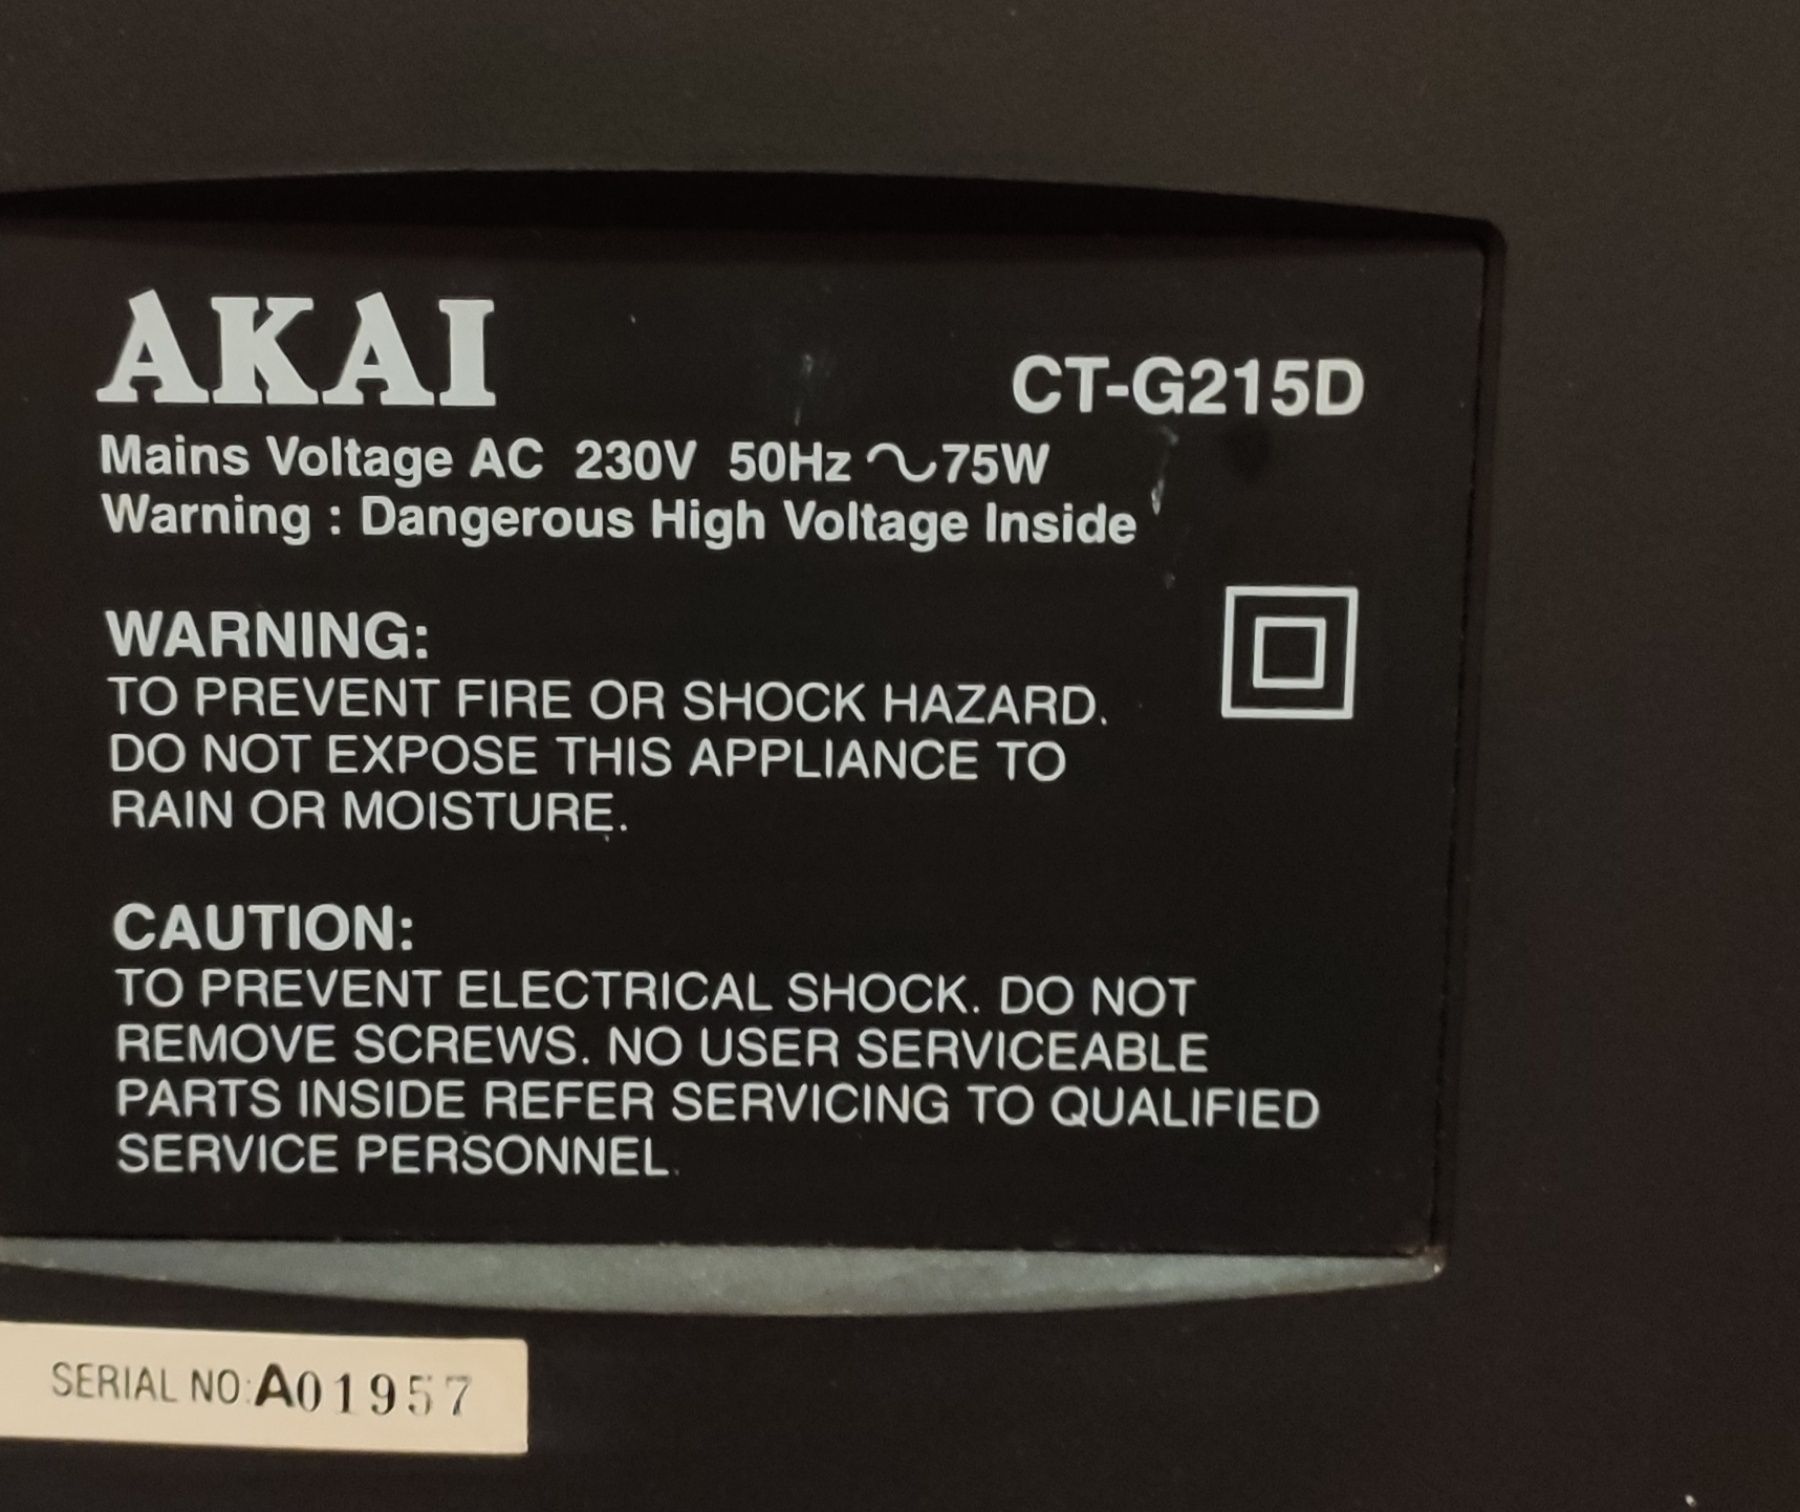 AKAI
CT-G215D
Mains Voltage AC 230V 50Hz ~75W
Warning : Dangerous High Voltage Inside
WARNING:
TO PREVENT FIRE OR SHOCK HAZARD.
DO NOT EXPOSE THIS APPLIANCE TO
RAIN OR MOISTURE.
CAUTION:
TO PREVENT ELECTRICAL SHOCK. DO NOT
REMOVE SCREWS. NO USER SERVICEABLE
PARTS INSIDE REFER SERVICING TO QUALIFIED
SERVICE PERSONNEL.
SERIAL NO:A01957